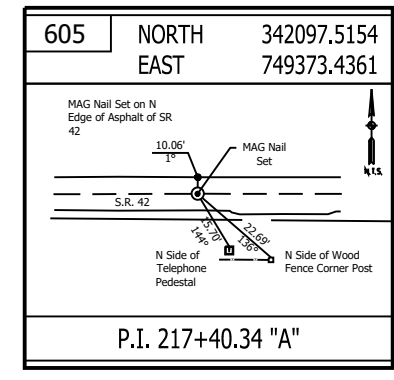 605 NORTH 342097.5154
EAST 749373.4361
MAG Nail Set on N
Edge of Asphalt of SR
42
10.06'
1°
MAG Nail
Set
N.T.S.
S.R. 42
15.70'
144°
22.69'
136°
N Side of
Telephone
Pedestal
N Side of Wood
Fence Corner Post
P.I. 217+40.34 "A"